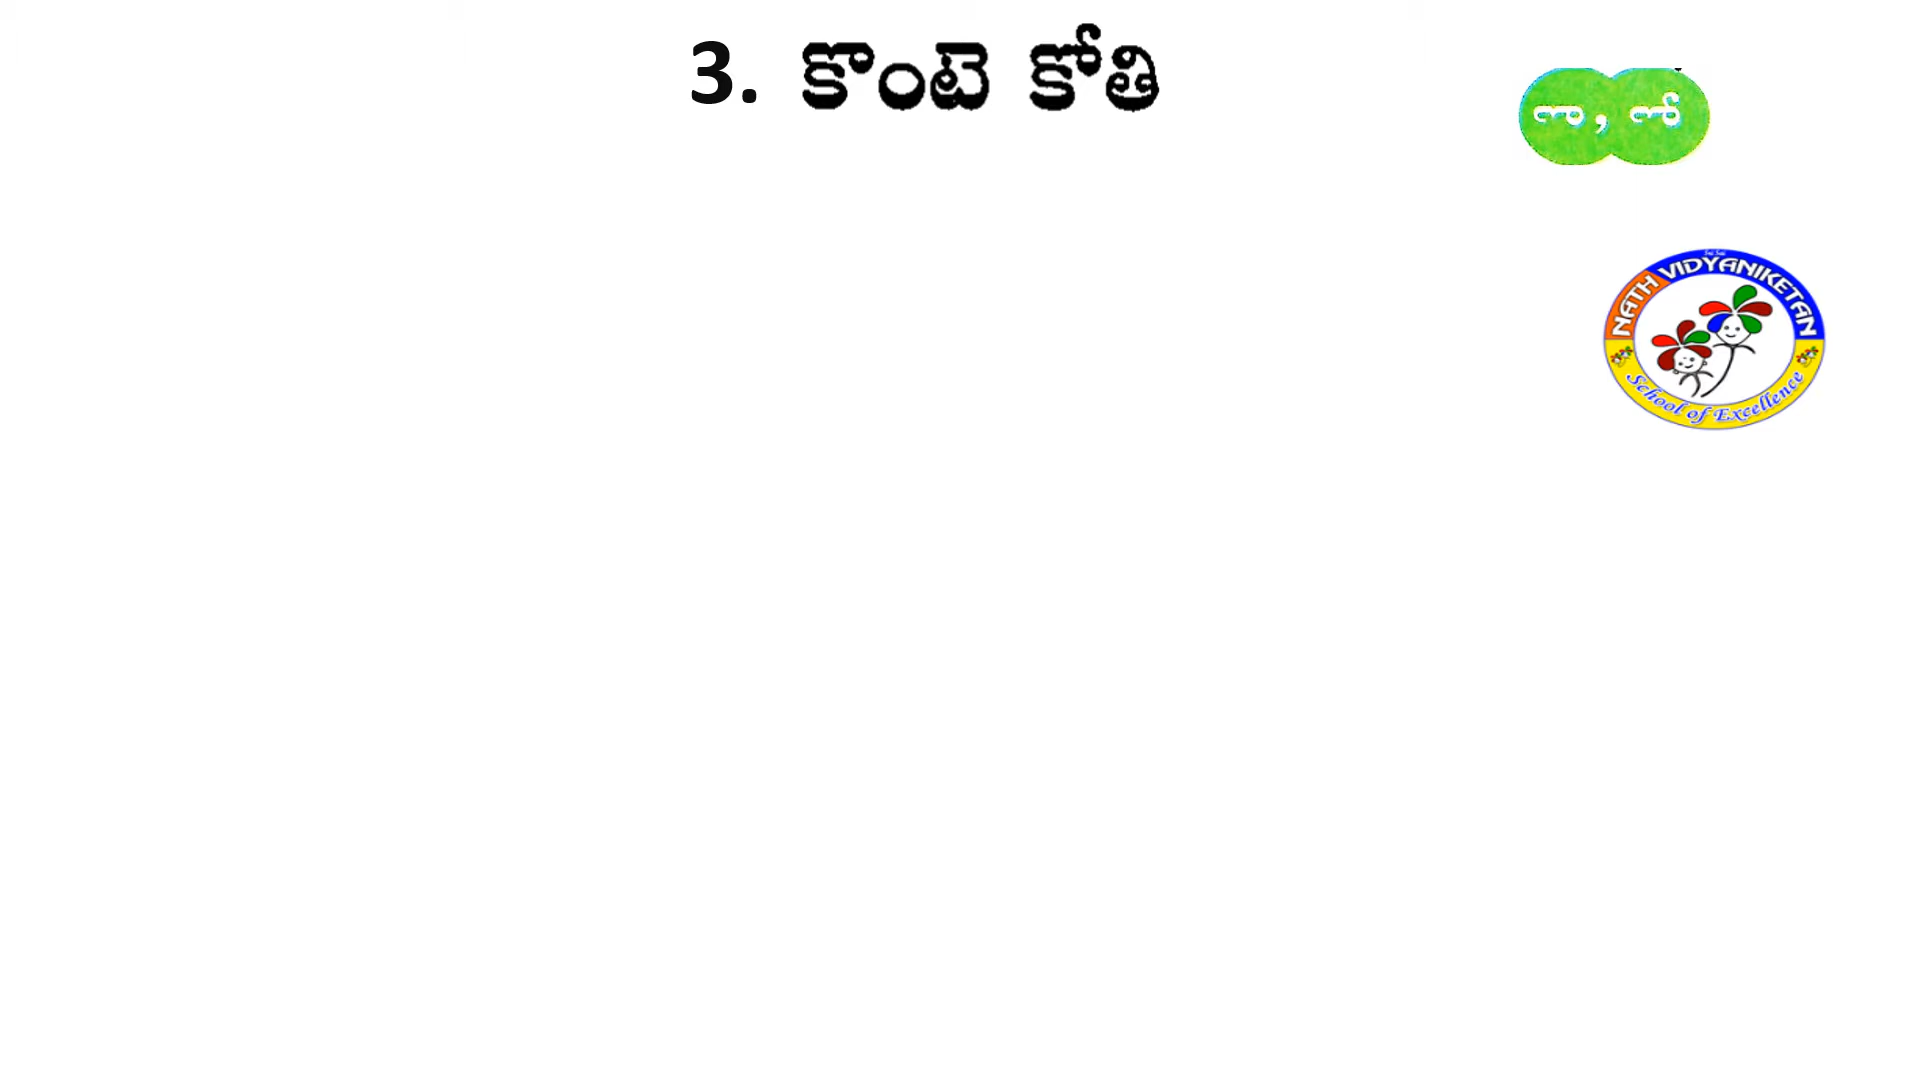 3. కొంటె కోతి
ొ, ో
NATH VIDYANIKETAN
School of Excellence